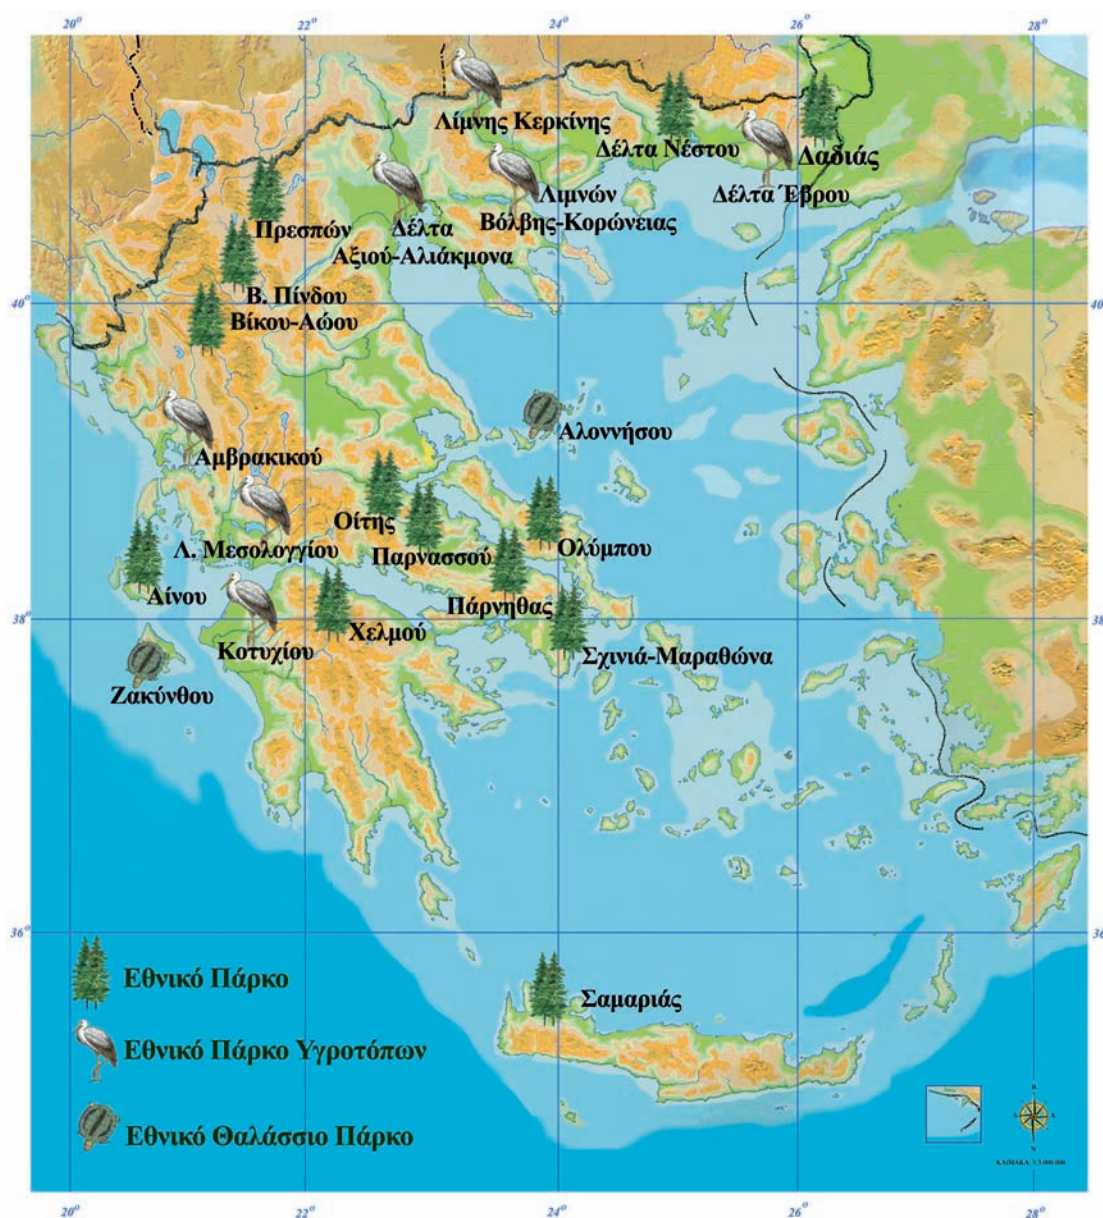 20°
22°
24°
26°
28°
Λίμνης Κερκίνης
Δέλτα Νέστου
Δαδιάς
Λιμνών
Βόλβης-Κορώνειας
Δέλτα Έβρου
Πρεσπών
Δέλτα
Αξιού-Αλιάκμονα
Β. Πίνδου
Βίκου-Αώου
40°
40°
Αλοννήσου
Αμβρακικού
Οίτης
Παρνασσού
Ολύμπου
Λ. Μεσολογγίου
Αίνου
Πάρνηθας
38°
38°
Κοτυχίου
Χελμού
Σχινιά-Μαραθώνα
Ζακύνθου
36°
36°
Σαμαριάς
Εθνικό Πάρκο
Εθνικό Πάρκο Υγροτόπων
Εθνικό Θαλάσσιο Πάρκο
20°
22°
24°
26°
28°